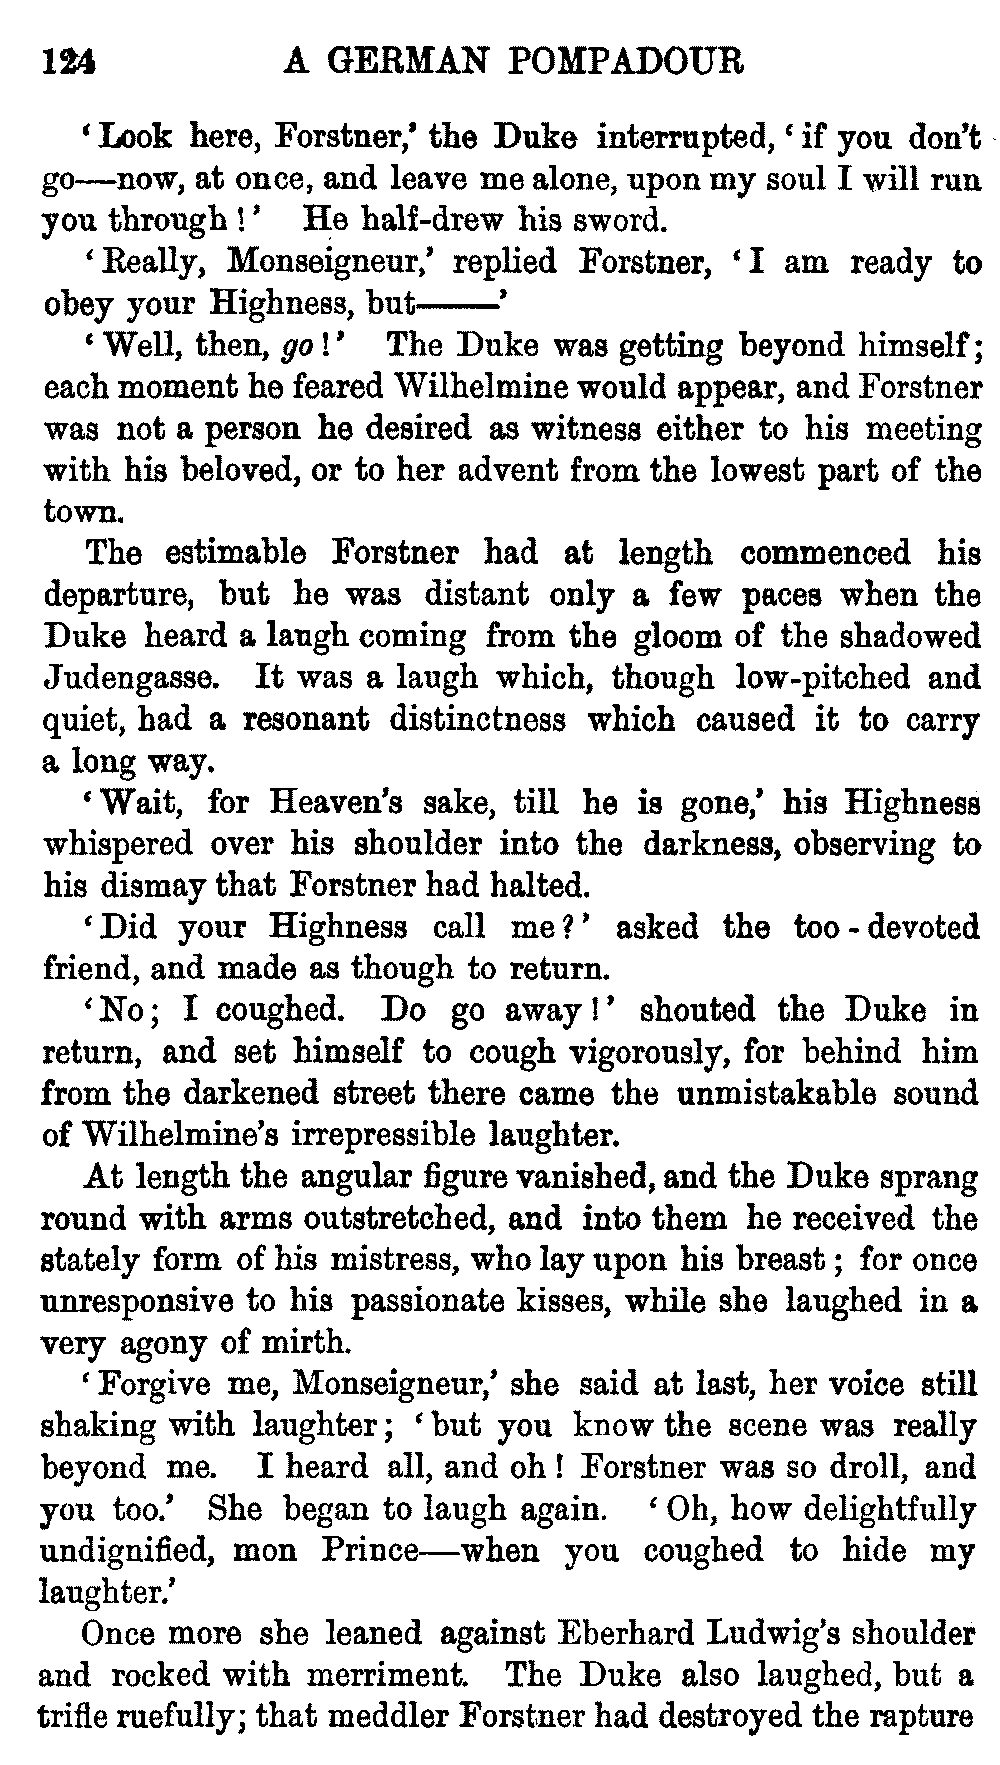 124 A GERMAN POMPADOUR
‘Look here, Forstner,’ the Duke interrupted, ‘if you don’t
go—now, at once, and leave me alone, upon my soul I will run
you through!’ He half-drew his sword.
‘Really, Monseigneur,’ replied Forstner, ‘I am ready to
obey your Highness, but——’
‘Well, then, go!’ The Duke was getting beyond himself;
each moment he feared Wilhelmine would appear, and Forstner
was not a person he desired as witness either to his meeting
with his beloved, or to her advent from the lowest part of the
town.
The estimable Forstner had at length commenced his
departure, but he was distant only a few paces when the
Duke heard a laugh coming from the gloom of the shadowed
Judengasse. It was a laugh which, though low-pitched and
quiet, had a resonant distinctness which caused it to carry
a long way.
‘Wait, for Heaven’s sake, till he is gone,’ his Highness
whispered over his shoulder into the darkness, observing to
his dismay that Forstner had halted.
‘Did your Highness call me?’ asked the too-devoted
friend, and made as though to return.
‘No; I coughed. Do go away!’ shouted the Duke in
return, and set himself to cough vigorously, for behind him
from the darkened street there came the unmistakable sound
of Wilhelmine’s irrepressible laughter.
At length the angular figure vanished, and the Duke sprang
round with arms outstretched, and into them he received the
stately form of his mistress, who lay upon his breast; for once
unresponsive to his passionate kisses, while she laughed in a
very agony of mirth.
‘Forgive me, Monseigneur,’ she said at last, her voice still
shaking with laughter; ‘but you know the scene was really
beyond me. I heard all, and oh! Forstner was so droll, and
you too.’ She began to laugh again. ‘Oh, how delightfully
undignified, mon Prince—when you coughed to hide my
laughter.’
Once more she leaned against Eberhard Ludwig’s shoulder
and rocked with merriment. The Duke also laughed, but a
trifle ruefully; that meddler Forstner had destroyed the rapture